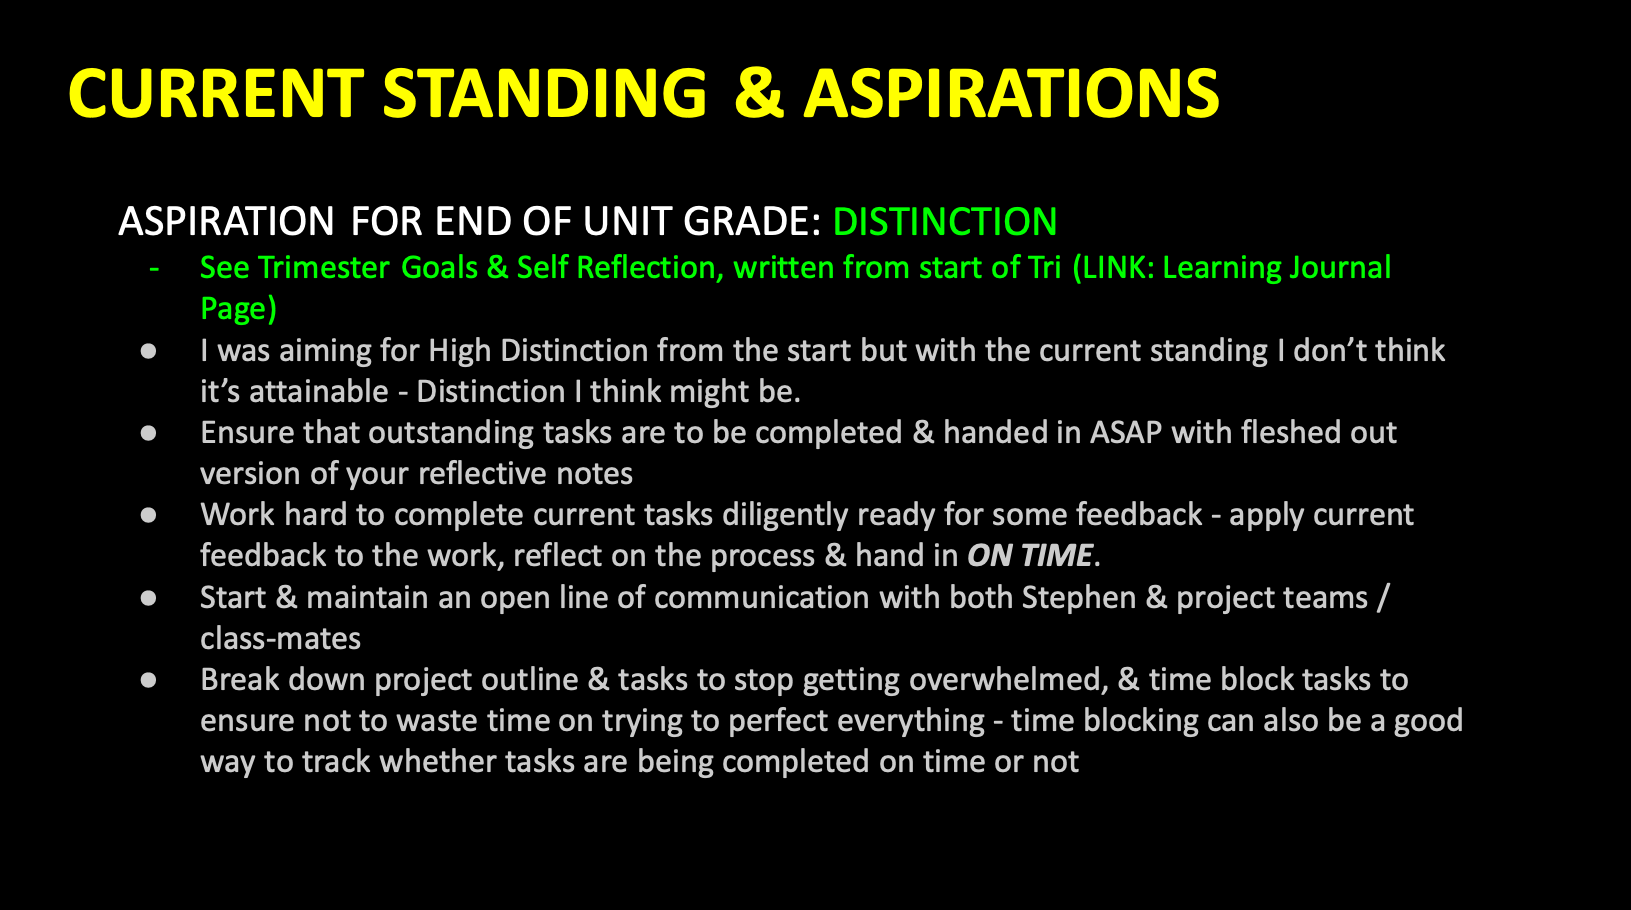 CURRENT STANDING & ASPIRATIONS
ASPIRATION FOR END OF UNIT GRADE: DISTINCTION
- See Trimester Goals & Self Reflection, written from start of Tri (LINK: Learning Journal
Page)
● I was aiming for High Distinction from the start but with the current standing I don’t think
it’s attainable - Distinction I think might be.
● Ensure that outstanding tasks are to be completed & handed in ASAP with fleshed out
version of your reflective notes
● Work hard to complete current tasks diligently ready for some feedback - apply current
feedback to the work, reflect on the process & hand in ON TIME.
● Start & maintain an open line of communication with both Stephen & project teams /
class-mates
● Break down project outline & tasks to stop getting overwhelmed, & time block tasks to
ensure not to waste time on trying to perfect everything - time blocking can also be a good
way to track whether tasks are being completed on time or not